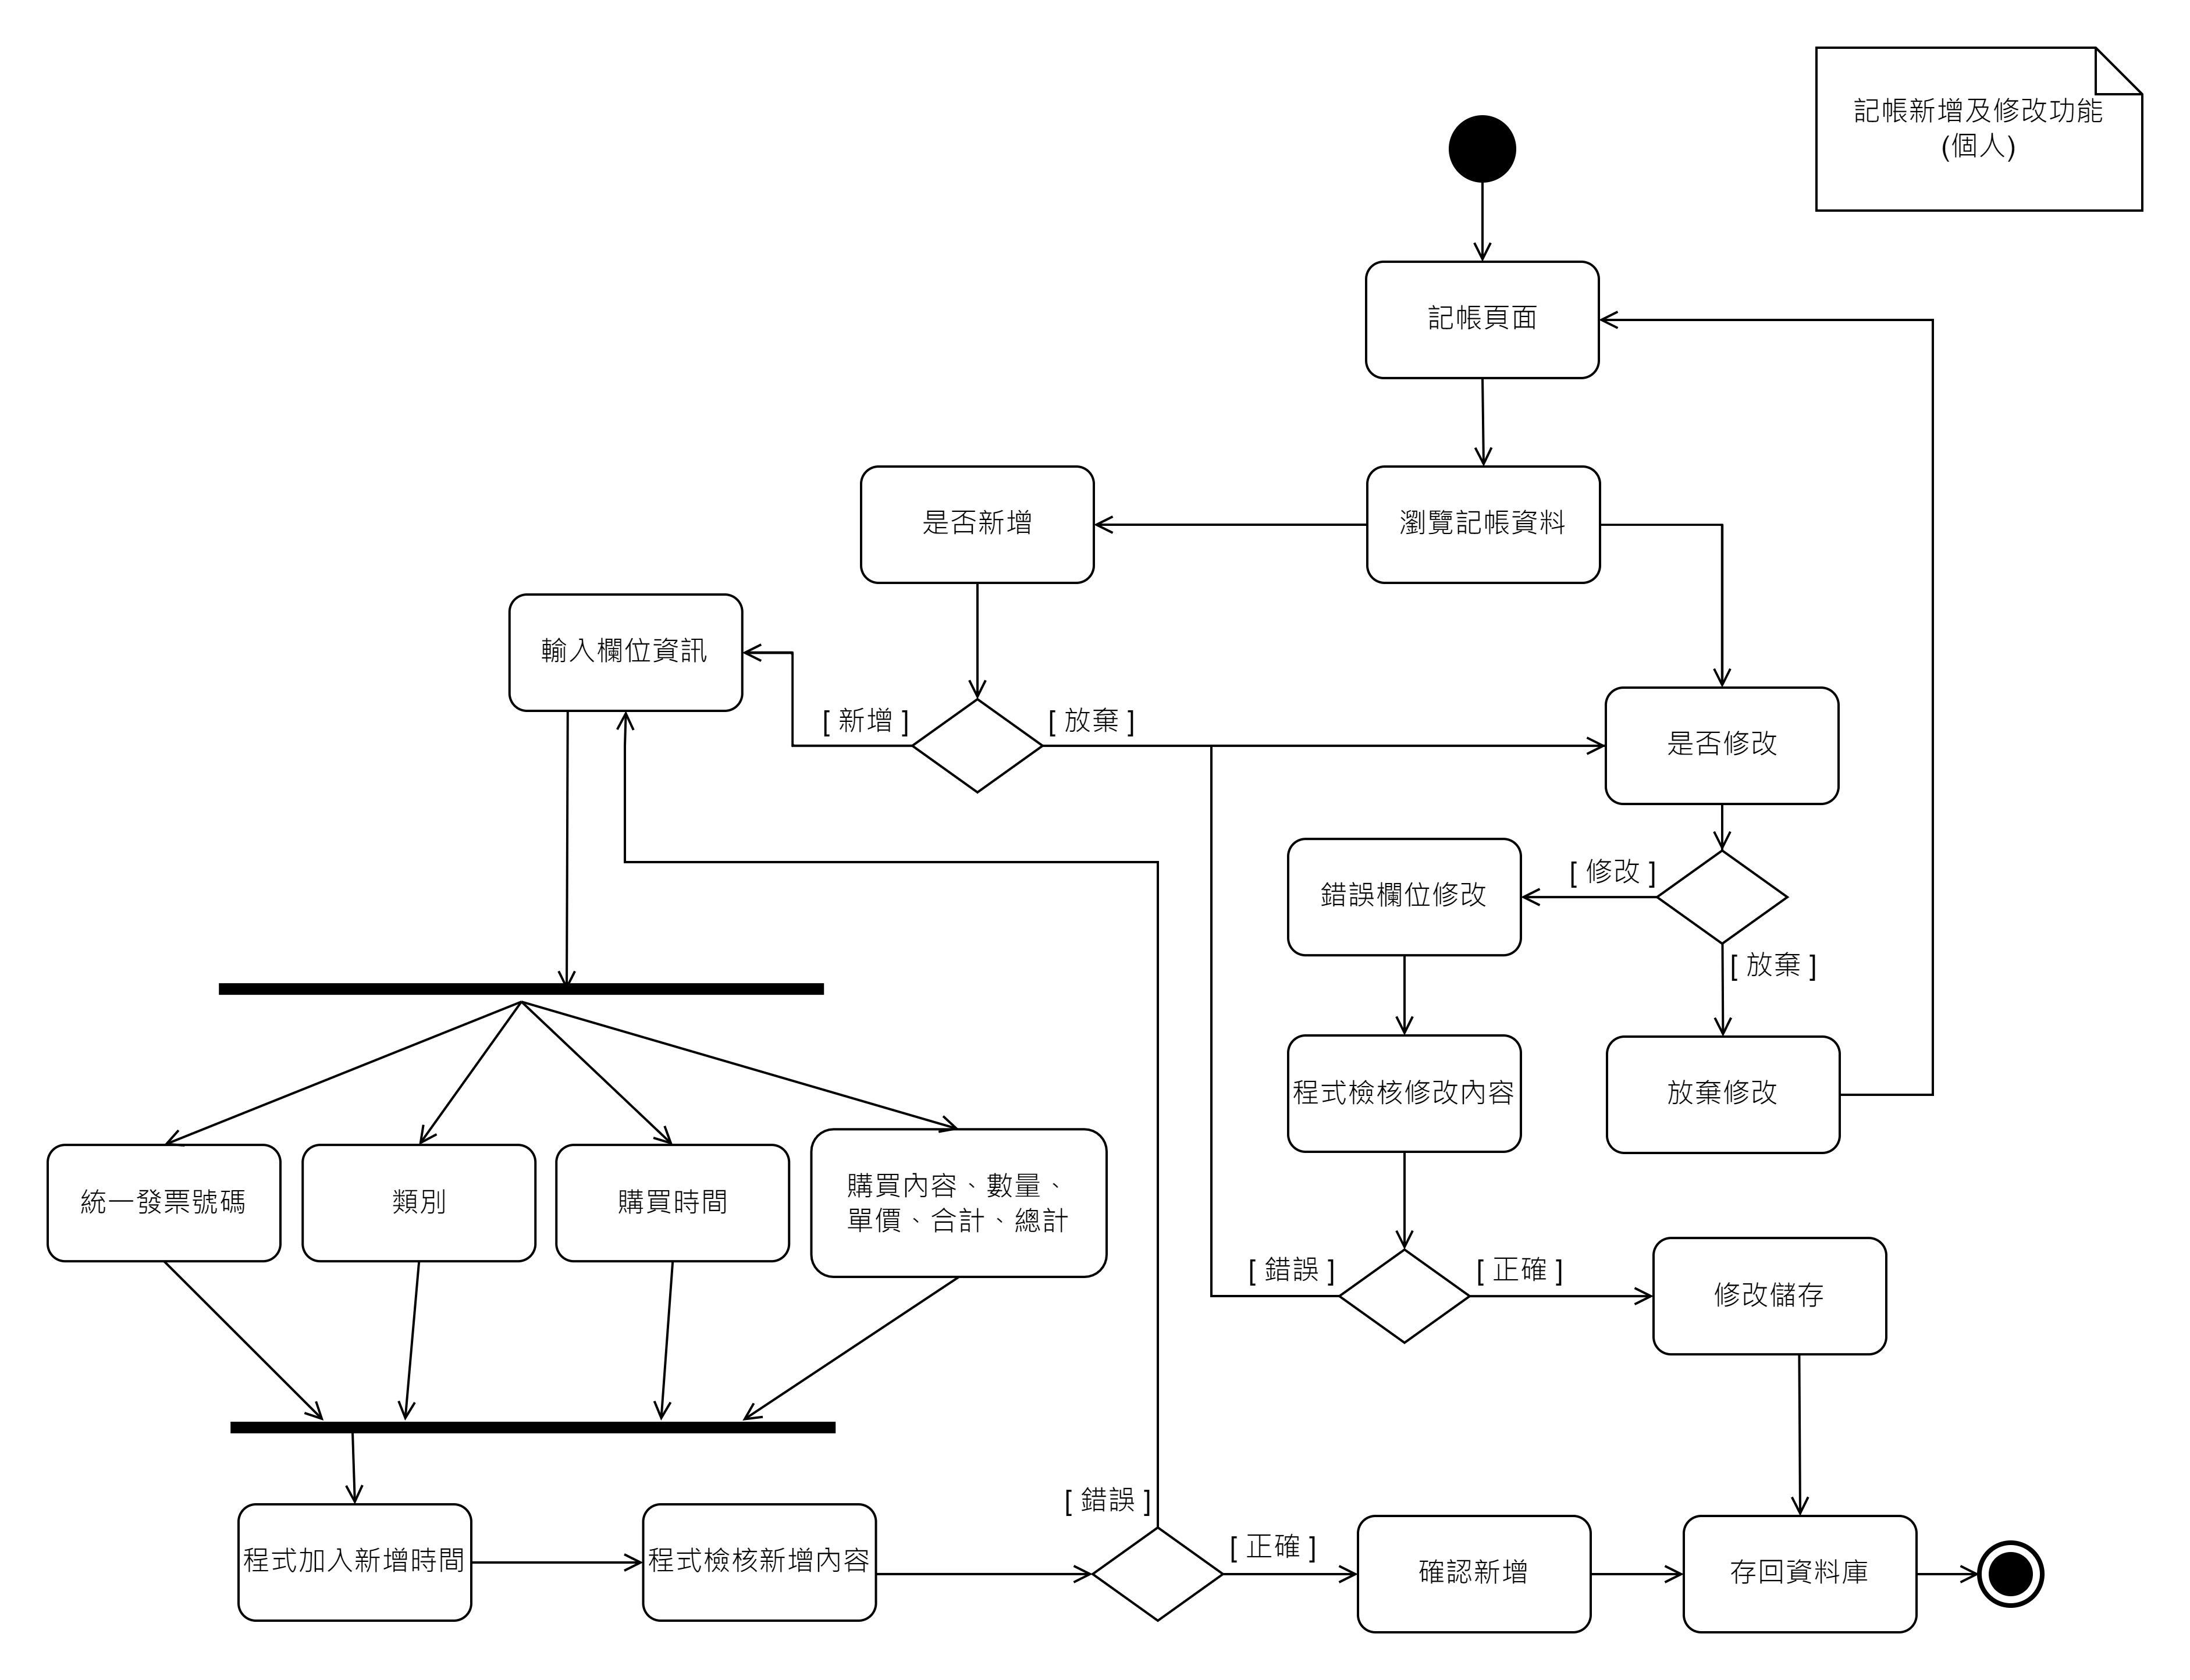 記帳新增及修改功能
(個人)
記帳頁面
是否新增
瀏覽記帳資料
輸入欄位資訊
[ 新增 ]
[ 放棄 ]
是否修改
[ 修改 ]
錯誤欄位修改
[ 放棄 ]
程式檢核修改內容
放棄修改
統一發票號碼
類別
購買時間
購買內容、數量、
單價、合計、總計
[ 錯誤 ]
[ 正確 ]
修改儲存
[ 錯誤 ]
[ 正確 ]
程式加入新增時間
程式檢核新增內容
確認新增
存回資料庫